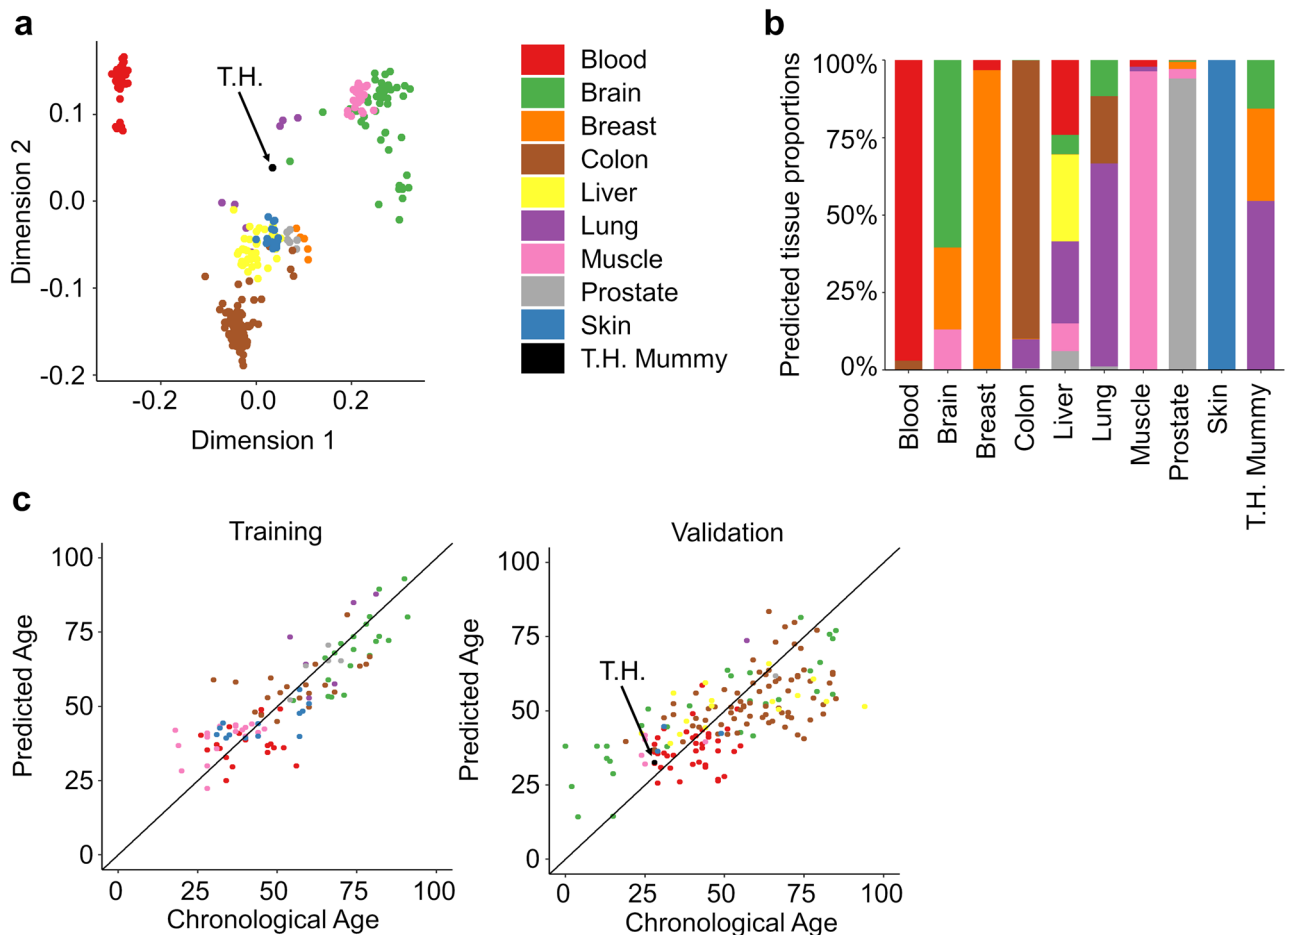 a
T.H.
0.1
0.0
-0.1
-0.2
Dimension 2
-0.2
0.0
0.2
Dimension 1
Blood
Brain
Breast
Colon
Liver
Lung
Muscle
Prostate
Skin
T.H. Mummy
b
Predicted tissue proportions
100%
75%
50%
25%
0%
Blood
Brain
Breast
Colon
Liver
Lung
Muscle
Prostate
Skin
T.H. Mummy
c
Training
Predicted Age
100
75
50
25
0
0
25
50
75
100
Chronological Age
Validation
T.H.
Predicted Age
100
75
50
25
0
0
25
50
75
100
Chronological Age